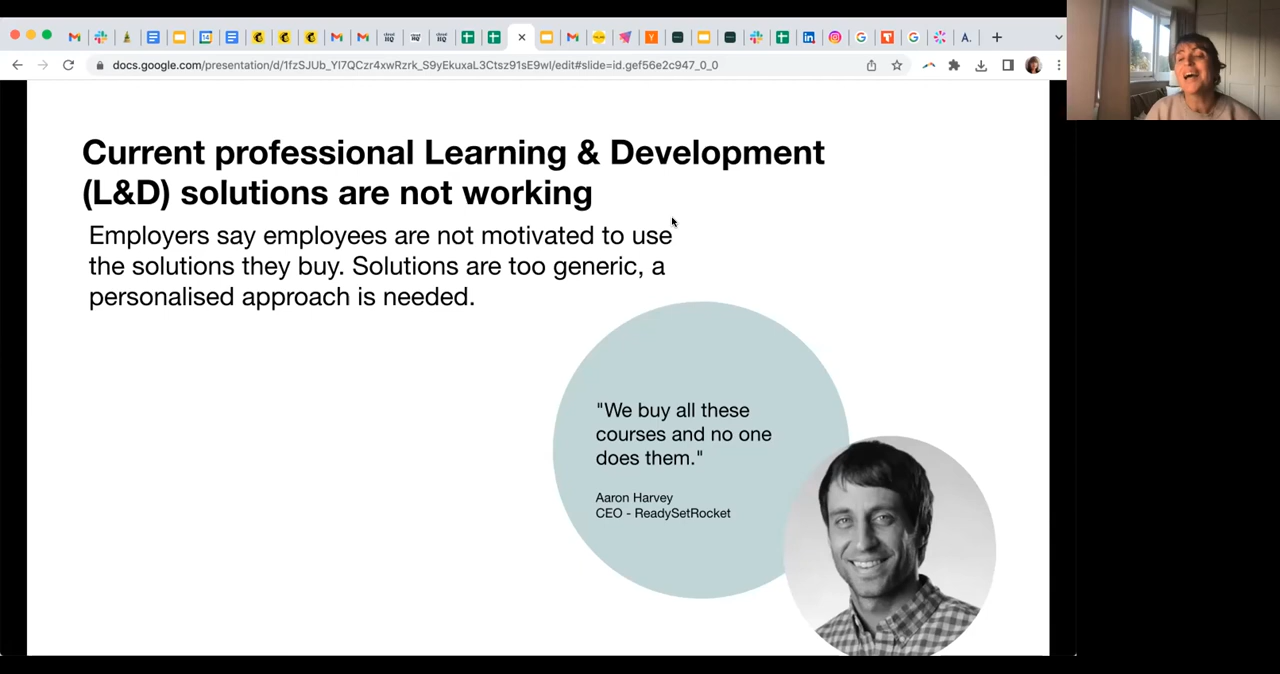 docs.google.com/presentation/d/1fzSJUb_Yl7QCzr4xwRzrk_S9yEkuxaL3Ctsz91sE9wI/edit#slide=id.gef56e2c947_0_0
Current professional Learning & Development
(L&D) solutions are not working
Employers say employees are not motivated to use
the solutions they buy. Solutions are too generic, a
personalised approach is needed.
"We buy all these
courses and no one
does them."
Aaron Harvey
CEO - ReadySetRocket